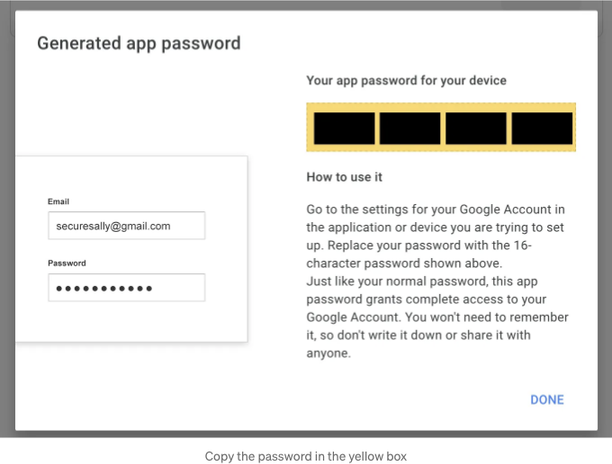 Generated app password
Your app password for your device
How to use it
Go to the settings for your Google Account in
the application or device you are trying to set
up. Replace your password with the 16-
character password shown above.
Just like your normal password, this app
password grants complete access to your
Google Account. You won't need to remember
it, so don't write it down or share it with
anyone.
Email
securesally@gmail.com
Password
●●●●●●●●●●●
DONE
Copy the password in the yellow box